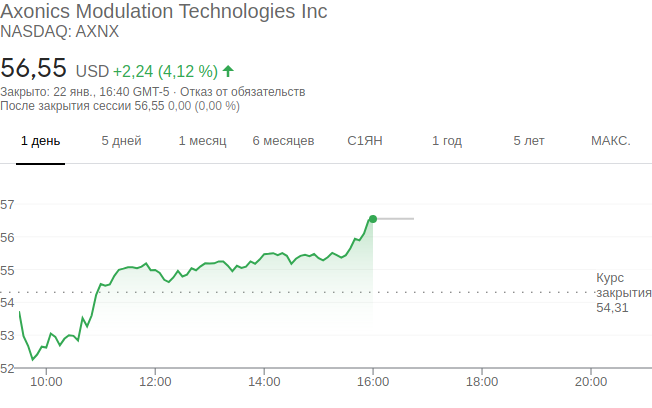 Axonics Modulation Technologies Inc
NASDAQ: AXNX
56,55 USD +2,24 (4,12 %)
Закрыто: 22 янв., 16:40 GMT-5 · Отказ от обязательств
После закрытия сессии 56,55 0,00 (0,00 %)
1 день 5 дней 1 месяц 6 месяцев С1ЯН 1 год 5 лет МАКС.
57
56
55
54
53
52
Курс
закрытия
54,31
10:00 12:00 14:00 16:00 18:00 20:00